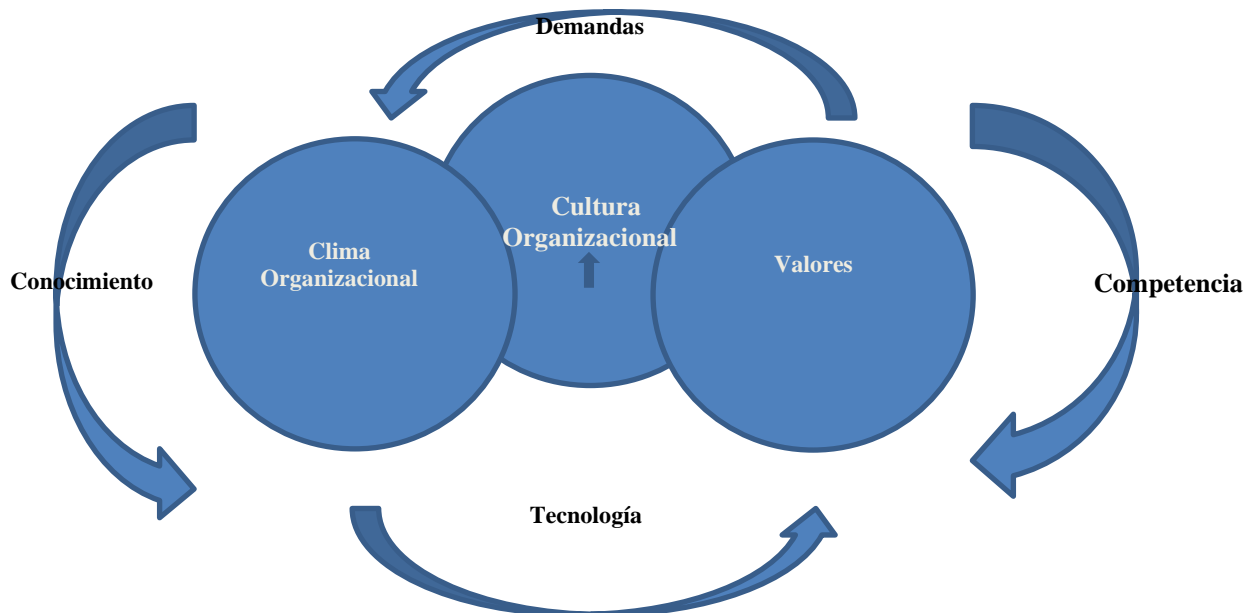 Demandas
Cultura
Organizacional
Clima
Organizacional
Valores
Conocimiento
Competencia
Tecnología